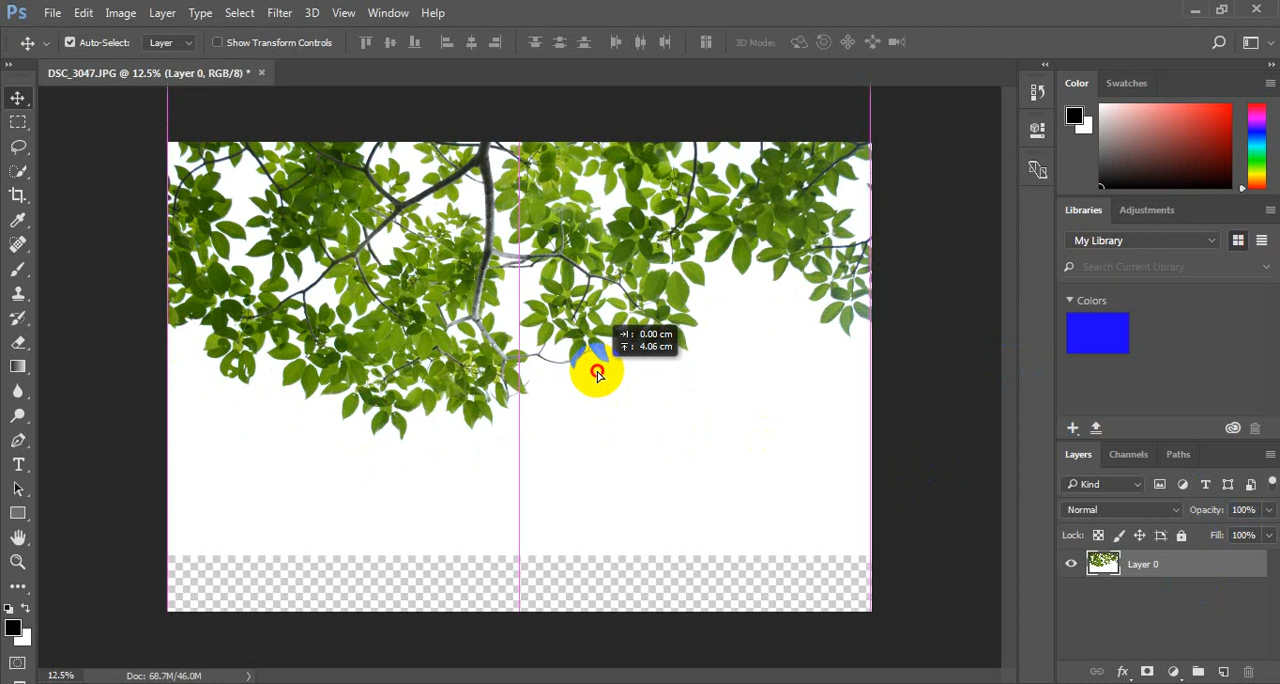 Ps File Edit Image Layer Type Select Filter 3D View Window Help
Auto-Select: Layer Show Transform Controls 3D Mode:
DSC_3047.JPG @ 12.5% (Layer 0, RGB/8) * ×
Color Swatches
Libraries Adjustments
My Library
Search Current Library
Colors
0.00 cm
4.06 cm
Layers Channels Paths
Kind
Normal Opacity: 100%
Lock: Fill: 100%
Layer 0
12.5% Doc: 68.7M/46.0M